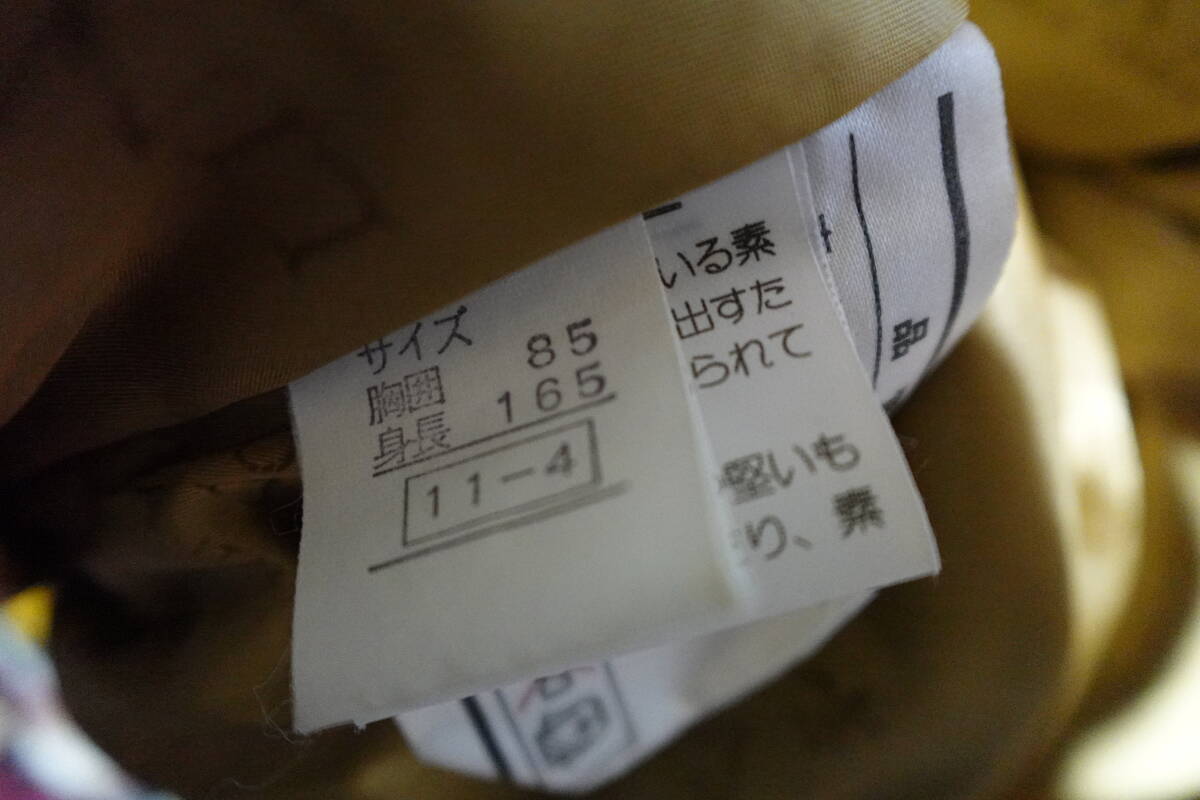 サイズ
胸囲 85
身長 165
11-4
いる素
出すた
られて
堅いも
り、素
品